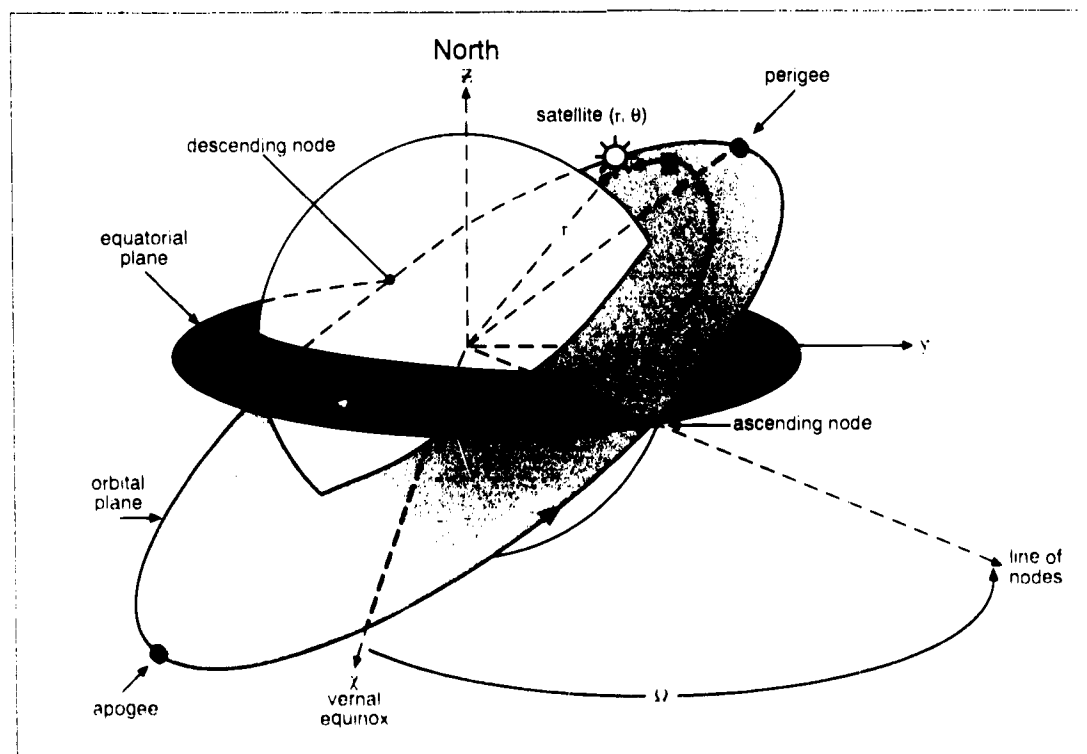 North
Z
perigee
satellite (r, θ)
descending node
r
equatorial
plane
Y
ascending node
orbital
plane
line of
nodes
χ
vernal
equinox
apogee
Ω